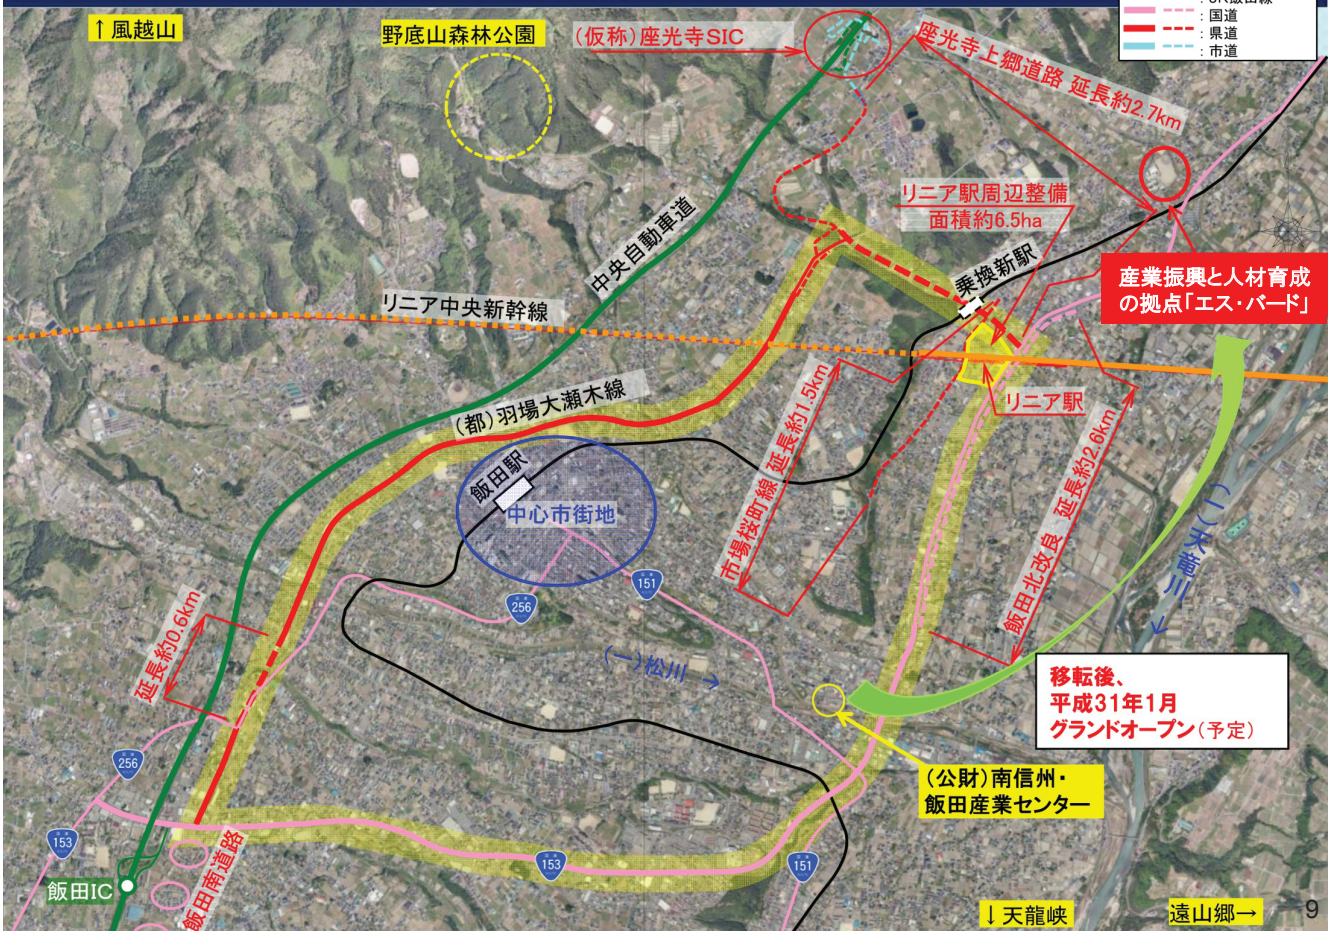 : 国道
: 県道
: 市道
↑風越山
野底山森林公園
(仮称)座光寺SIC
座光寺上郷道路 延長約2.7km
リニア駅周辺整備
面積約6.5ha
中央自動車道
乗換新駅
産業振興と人材育成
の拠点「エス・バード」
リニア中央新幹線
(都)羽場大瀬木線
市場桜町線 延長約1.5km
リニア駅
飯田北改良 延長約2.6km
飯田駅
中心市街地
(一)天竜川→
151
256
延長約0.6km
(一)松川 →
移転後、
平成31年1月
グランドオープン(予定)
256
(公財)南信州・
飯田産業センター
153
153
151
飯田IC
飯田南道路
↓天龍峡
遠山郷→
9